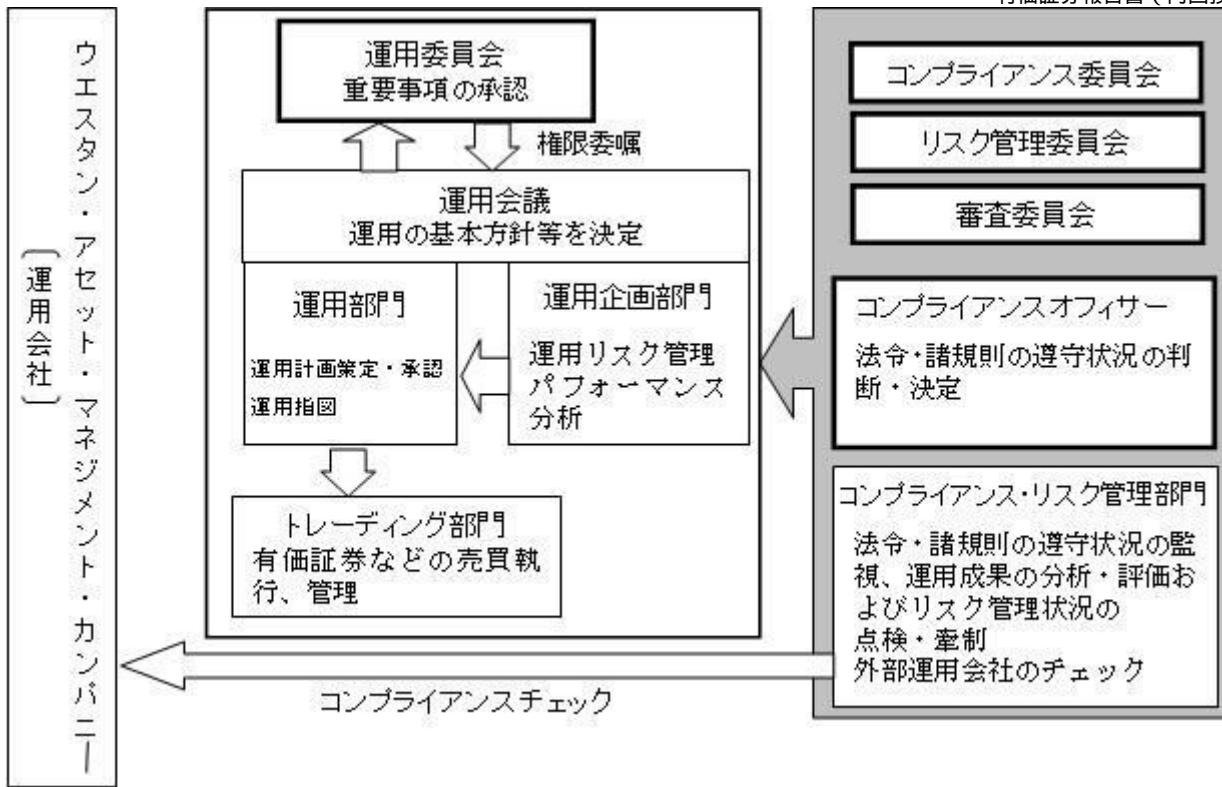 有価証券報告書（内国投
ウエスタン・アセット・マネジメント・カンパニー
〔運用会社〕
運用委員会
重要事項の承認
権限委嘱
運用会議
運用の基本方針等を決定
運用部門
運用計画策定・承認
運用指図
運用企画部門
運用リスク管理
パフォーマンス
分析
トレーディング部門
有価証券などの売買執
行、管理
コンプライアンス委員会
リスク管理委員会
審査委員会
コンプライアンスオフィサー
法令・諸規則の遵守状況の判
断・決定
コンプライアンス・リスク管理部門
法令・諸規則の遵守状況の監
視、運用成果の分析・評価お
よびリスク管理状況の
点検・牽制
外部運用会社のチェック
コンプライアンスチェック